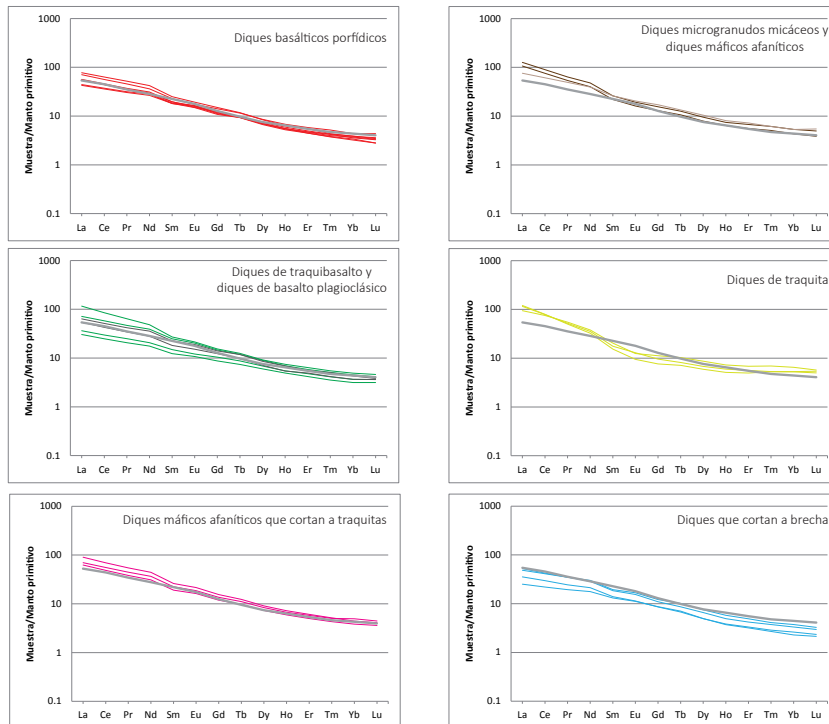 Diques basálticos porfídicos
Muestra/Manto primitivo
1000
100
10
1
0.1
La Ce Pr Nd Sm Eu Gd Tb Dy Ho Er Tm Yb Lu
Diques microgranudos micáceos y
diques máficos afaníticos
Muestra/Manto primitivo
1000
100
10
1
0.1
La Ce Pr Nd Sm Eu Gd Tb Dy Ho Er Tm Yb Lu
Diques de traquibasalto y
diques de basalto plagioclásico
Muestra/Manto primitivo
1000
100
10
1
0.1
La Ce Pr Nd Sm Eu Gd Tb Dy Ho Er Tm Yb Lu
Diques de traquita
Muestra/Manto primitivo
1000
100
10
1
0.1
La Ce Pr Nd Sm Eu Gd Tb Dy Ho Er Tm Yb Lu
Diques máficos afaníticos que cortan a traquitas
Muestra/Manto primitivo
1000
100
10
1
0.1
La Ce Pr Nd Sm Eu Gd Tb Dy Ho Er Tm Yb Lu
Diques que cortan a brecha
Muestra/Manto primitivo
1000
100
10
1
0.1
La Ce Pr Nd Sm Eu Gd Tb Dy Ho Er Tm Yb Lu